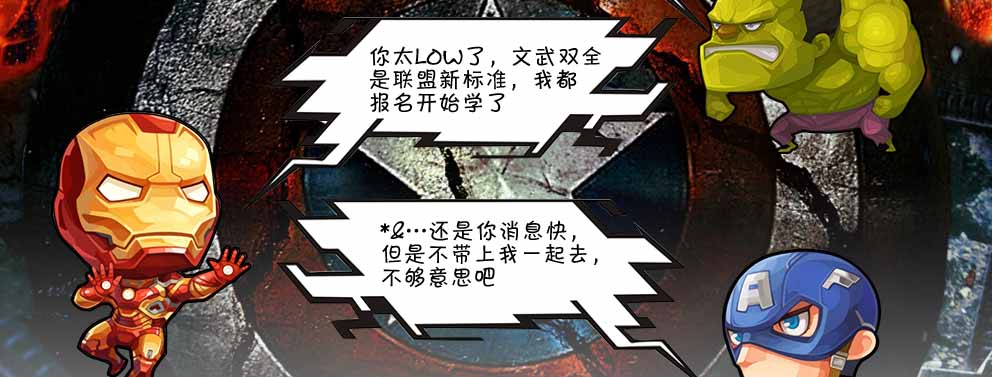 你太LOW了，文武双全
是联盟新标准，我都
报名开始学了
*&…还是你消息快，
但是不带上我一起去，
不够意思吧
A